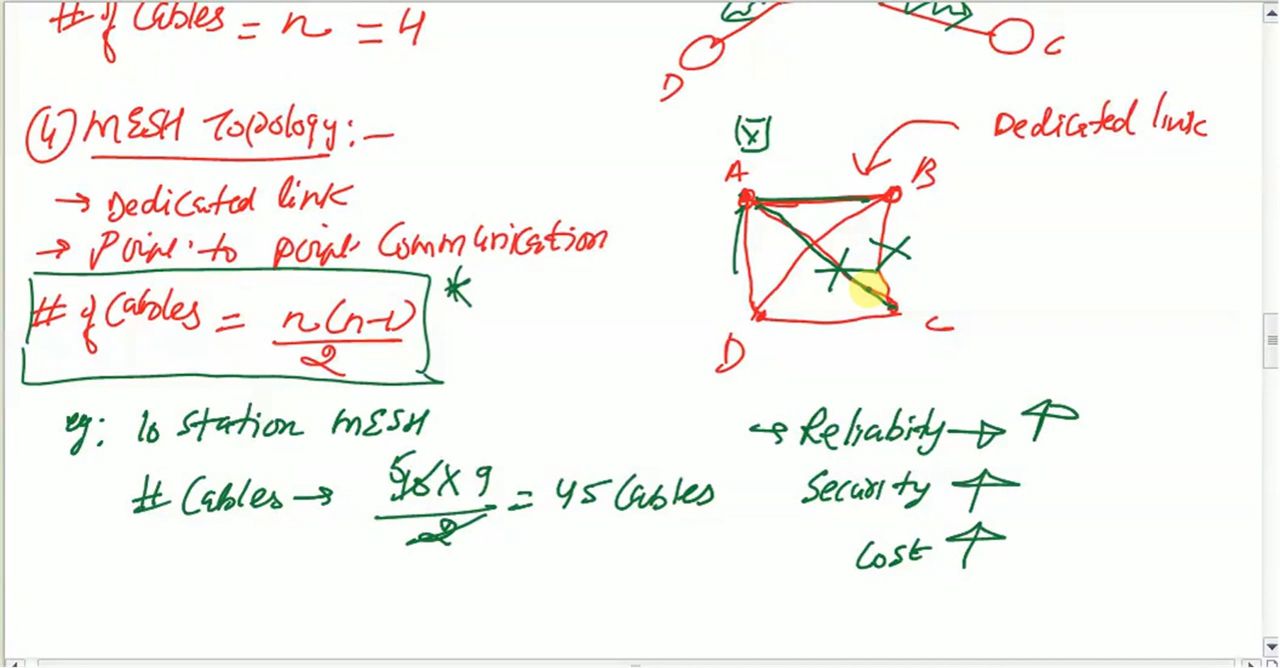 # of Cables = n = 4
D
C
④ MESH Topology:-
→ Dedicated link
→ Point to point Communication
# of Cables = n(n-1)/2 *
eg: 10 station MESH
# Cables → 10×9/2 = 45 Cables
Dedicated link
x
A
B
D
C
→ Reliabity → ↑
Security ↑
Cost ↑